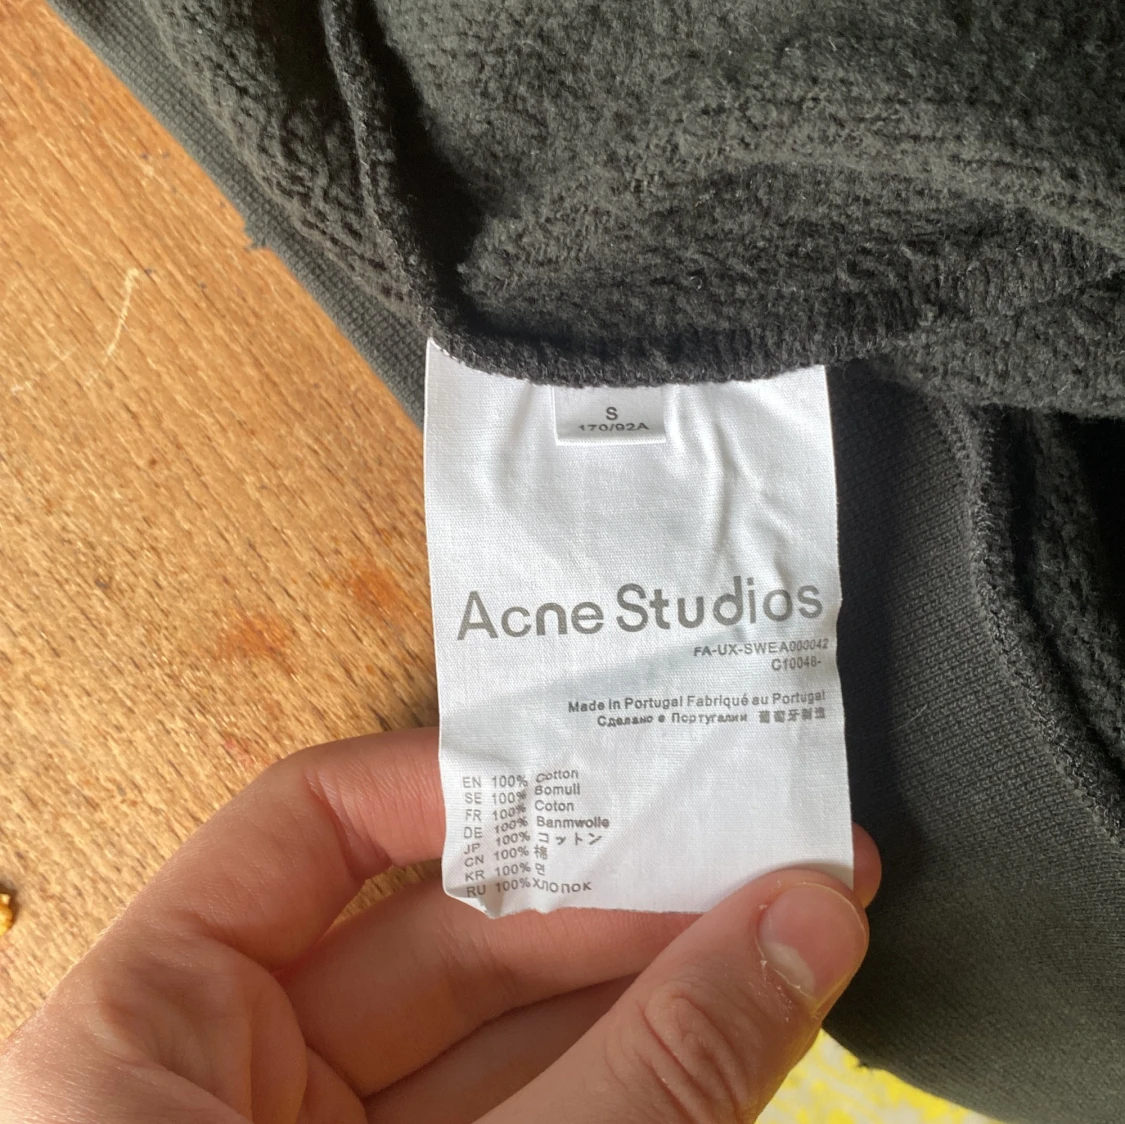 S
170/92A
Acne Studios
FA-UX-SWEA000042
C10048-
Made in Portugal Fabriqué au Portugal
Сделано в Португалии 葡萄牙制造
EN 100% Cotton
SE 100% Bomull
FR 100% Coton
DE 100% Banmwolle
JP 100% コットン
CN 100% 棉
KR 100% 면
RU 100% хлопок